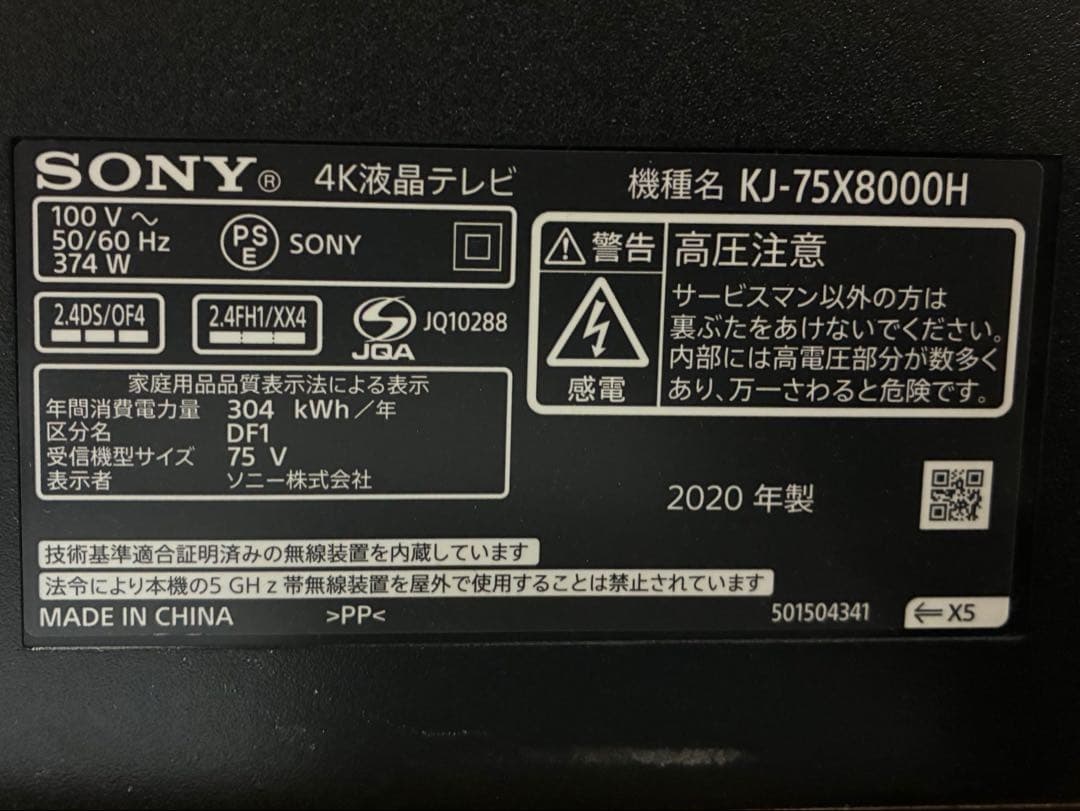 SONY® 4K液晶テレビ
機種名 KJ-75X8000H
100 V ～
50/60 Hz
374 W
PS
E
SONY
2.4DS/OF4
2.4FH1/XX4
JQA
JQ10288
家庭用品品質表示法による表示
年間消費電力量 304 kWh／年
区分名 DF1
受信機型サイズ 75 V
表示者 ソニー株式会社
警告
感電
高圧注意
サービスマン以外の方は
裏ぶたをあけないでください。
内部には高電圧部分が数多く
あり、万一さわると危険です。
2020 年製
技術基準適合証明済みの無線装置を内蔵しています
法令により本機の5 GHz 帯無線装置を屋外で使用することは禁止されています
MADE IN CHINA >PP< 501504341 ⇐ X5